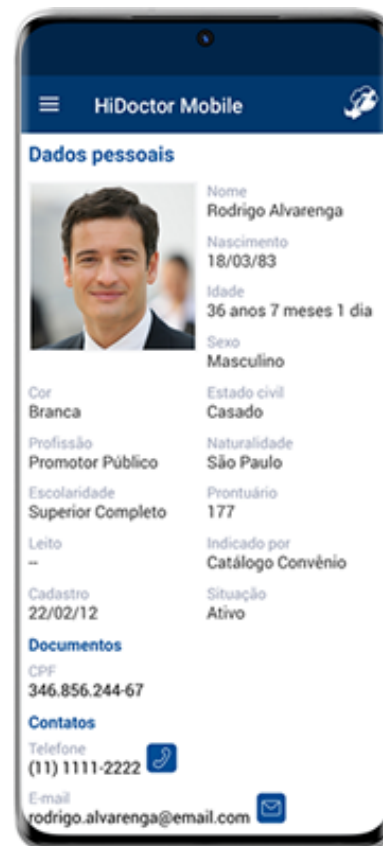 HiDoctor Mobile
Dados pessoais
Nome
Rodrigo Alvarenga
Nascimento
18/03/83
Idade
36 anos 7 meses 1 dia
Sexo
Masculino
Cor
Branca
Estado civil
Casado
Profissão
Promotor Público
Naturalidade
São Paulo
Escolaridade
Superior Completo
Prontuário
177
Leito
--
Indicado por
Catálogo Convênio
Cadastro
22/02/12
Situação
Ativo
Documentos
CPF
346.856.244-67
Contatos
Telefone
(11) 1111-2222
E-mail
rodrigo.alvarenga@email.com